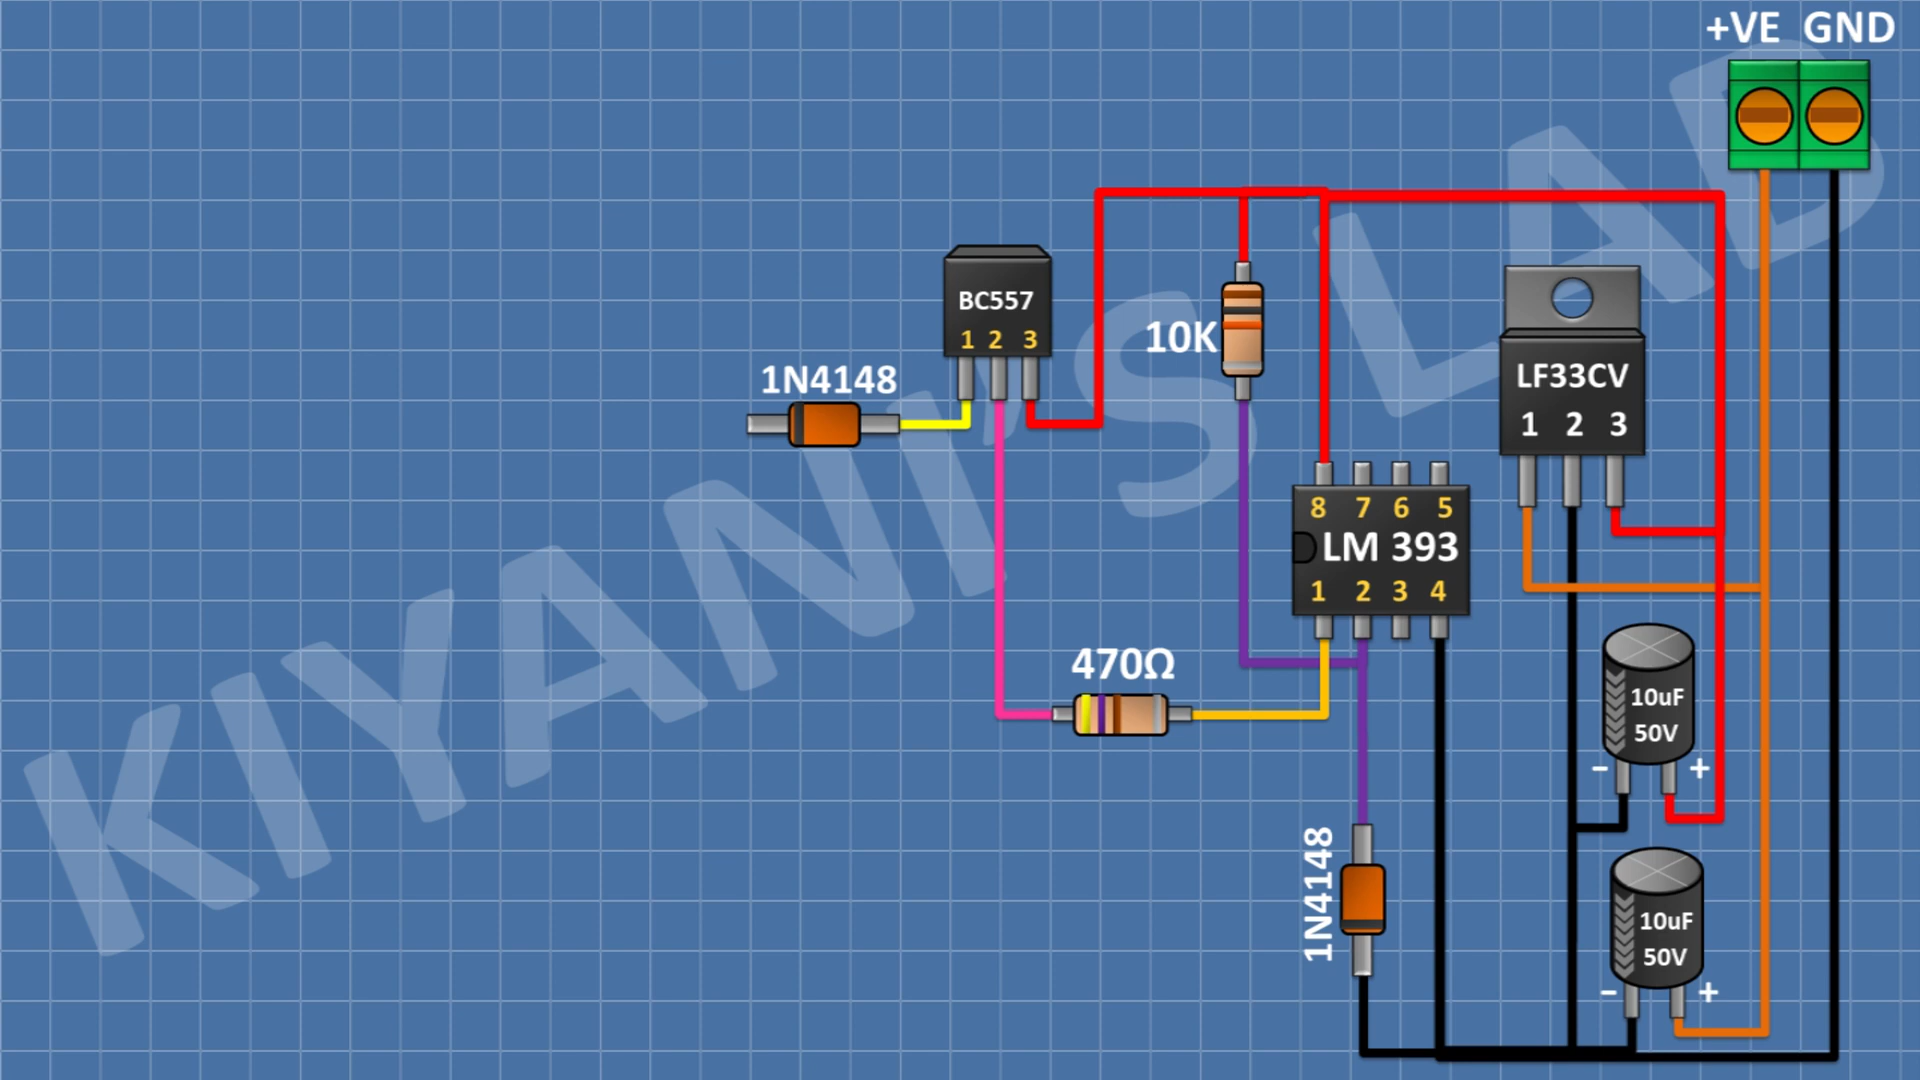 +VE GND
BC557
1 2 3
10K
1N4148
LF33CV
1 2 3
8 7 6 5
LM 393
1 2 3 4
470Ω
10uF
50V
- +
1N4148
10uF
50V
- +
KIYANI'S LAB